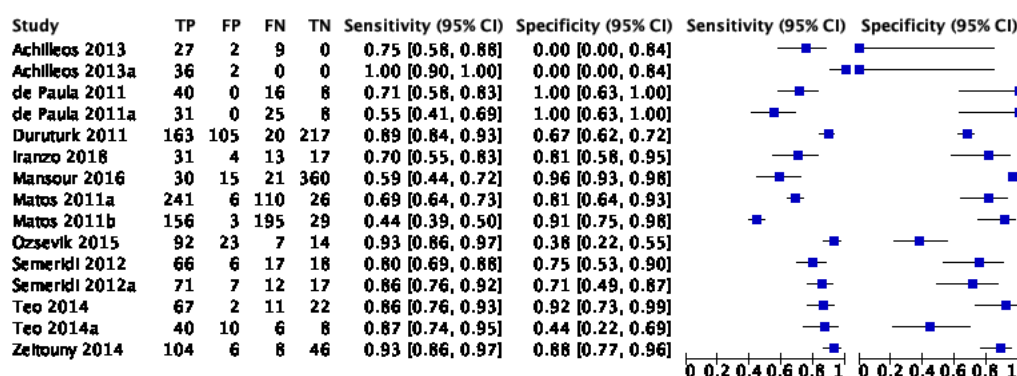 Study TP FP FN TN Sensitivity (95% CI) Specificity (95% CI) Sensitivity (95% CI) Specificity (95% CI)
Achilleos 2013 27 2 9 0 0.75 [0.58, 0.88] 0.00 [0.00, 0.84]
Achilleos 2013a 36 2 0 0 1.00 [0.90, 1.00] 0.00 [0.00, 0.84]
de Paula 2011 40 0 16 8 0.71 [0.58, 0.83] 1.00 [0.63, 1.00]
de Paula 2011a 31 0 25 8 0.55 [0.41, 0.69] 1.00 [0.63, 1.00]
Duruturk 2011 163 105 20 217 0.89 [0.84, 0.93] 0.67 [0.62, 0.72]
Iranzo 2018 31 4 13 17 0.70 [0.55, 0.83] 0.81 [0.58, 0.95]
Mansour 2016 30 15 21 360 0.59 [0.44, 0.72] 0.96 [0.93, 0.98]
Matos 2011a 241 6 110 26 0.69 [0.64, 0.73] 0.81 [0.64, 0.93]
Matos 2011b 156 3 195 29 0.44 [0.39, 0.50] 0.91 [0.75, 0.98]
Ozsevik 2015 92 23 7 14 0.93 [0.86, 0.97] 0.38 [0.22, 0.55]
Semeridl 2012 66 6 17 18 0.80 [0.69, 0.88] 0.75 [0.53, 0.90]
Semeridl 2012a 71 7 12 17 0.86 [0.76, 0.92] 0.71 [0.49, 0.87]
Teo 2014 67 2 11 22 0.86 [0.76, 0.93] 0.92 [0.73, 0.99]
Teo 2014a 40 10 6 8 0.87 [0.74, 0.95] 0.44 [0.22, 0.69]
Zeitouny 2014 104 6 8 46 0.93 [0.86, 0.97] 0.88 [0.77, 0.96]
0 0.2 0.4 0.6 0.8 1 0 0.2 0.4 0.6 0.8 1